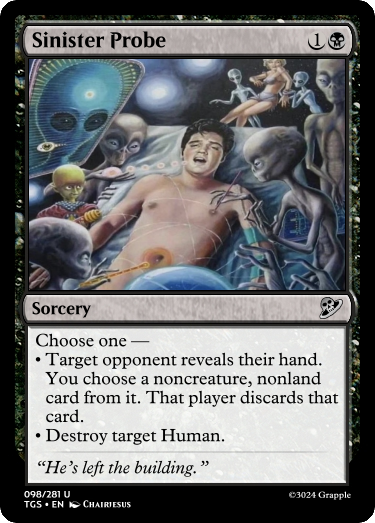 Sinister Probe 1
Sorcery
Choose one —
• Target opponent reveals their hand.
You choose a noncreature, nonland
card from it. That player discards that
card.
• Destroy target Human.
“He's left the building.”
098/281 U
TGS • EN Chairjesus
©3024 Grapple